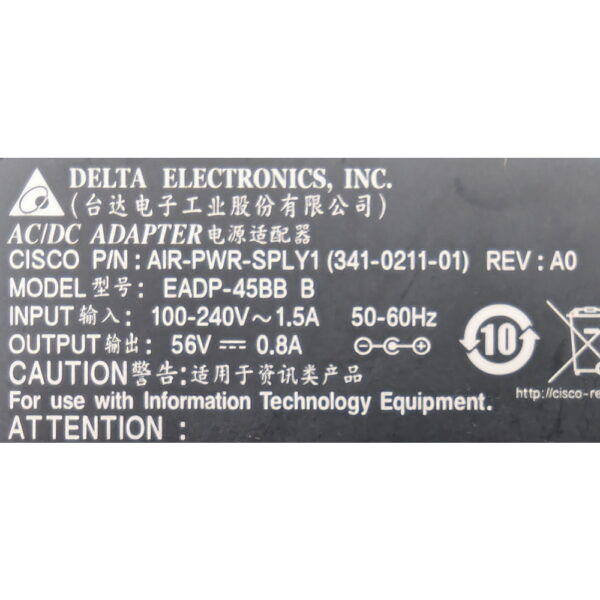 DELTA ELECTRONICS, INC.
(台达电子工业股份有限公司)
AC/DC ADAPTER 电源适配器
CISCO P/N : AIR-PWR-SPLY1 (341-0211-01) REV : A0
MODEL 型号: EADP-45BB B
INPUT 输入: 100-240V～1.5A 50-60Hz
OUTPUT 输出: 56V ⎓ 0.8A
10
CAUTION 警告: 适用于资讯类产品
http://cisco-re
For use with Information Technology Equipment.
ATTENTION :